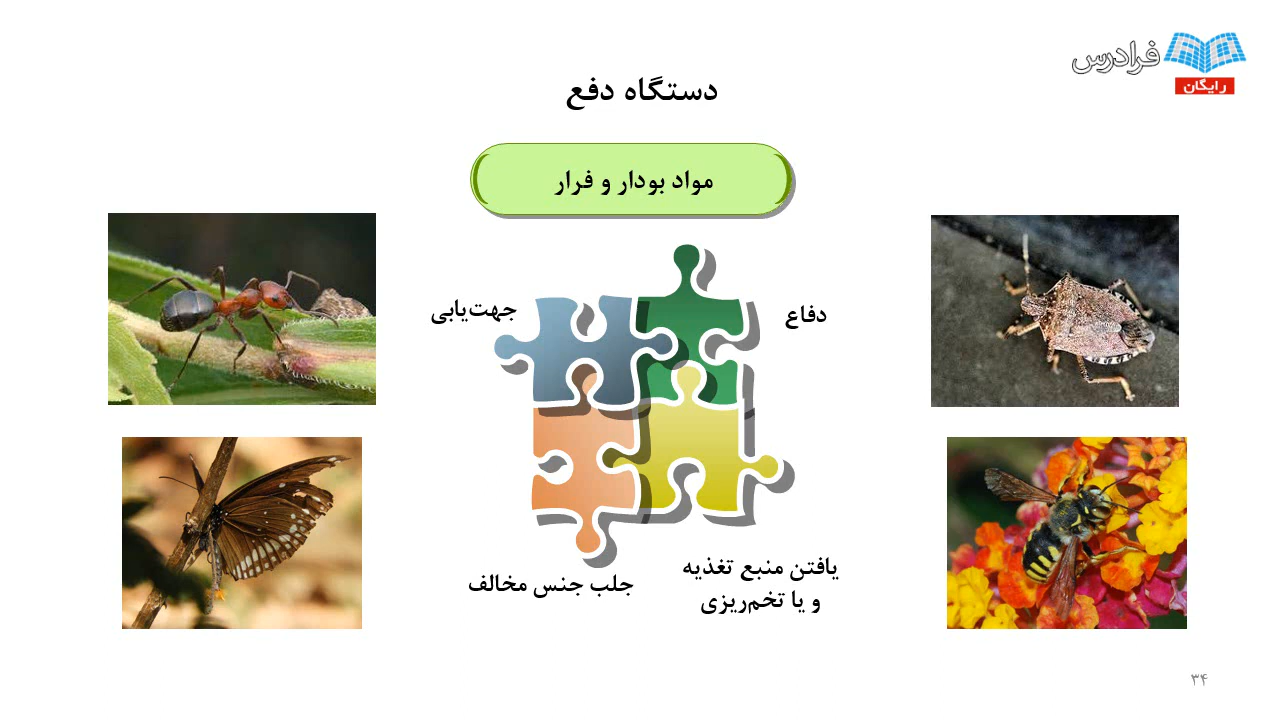 فرادرس
رایگان
دستگاه دفع
مواد بودار و فرار
دفاع
جهت‌یابی
یافتن منبع تغذیه
و یا تخم‌ریزی
جلب جنس مخالف
۳۴